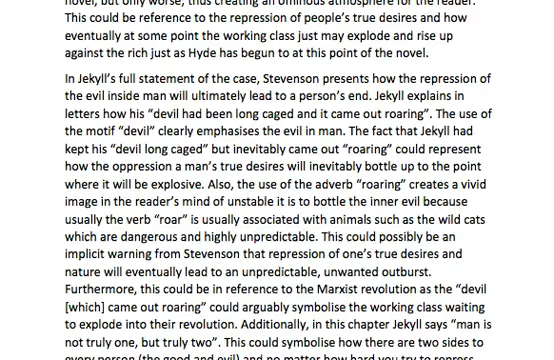 novel, but only worse, thus creating an ominous atmosphere for the reader.
This could be reference to the repression of people’s true desires and how
eventually at some point the working class just may explode and rise up
against the rich just as Hyde has begun to at this point of the novel.
In Jekyll’s full statement of the case, Stevenson presents how the repression of
the evil inside man will ultimately lead to a person’s end. Jekyll explains in
letters how his “devil had been long caged and it came out roaring”. The use of
the motif “devil” clearly emphasises the evil in man. The fact that Jekyll had
kept his “devil long caged” but inevitably came out “roaring” could represent
how the oppression a man’s true desires will inevitably bottle up to the point
where it will be explosive. Also, the use of the adverb “roaring” creates a vivid
image in the reader’s mind of unstable it is to bottle the inner evil because
usually the verb “roar” is usually associated with animals such as the wild cats
which are dangerous and highly unpredictable. This could possibly be an
implicit warning from Stevenson that repression of one’s true desires and
nature will eventually lead to an unpredictable, unwanted outburst.
Furthermore, this could be in reference to the Marxist revolution as the “devil
[which] came out roaring” could arguably symbolise the working class waiting
to explode into their revolution. Additionally, in this chapter Jekyll says “man is
not truly one, but truly two”. This could symbolise how there are two sides to
every person (the good and evil) and no matter how hard you try to repress